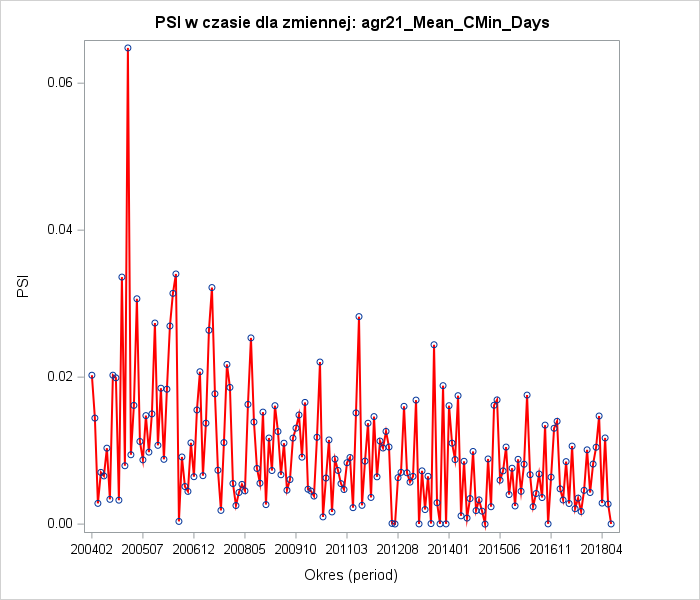 PSI w czasie dla zmiennej: agr21_Mean_CMin_Days
0.06
0.04
0.02
0.00
PSI
200402 200507 200612 200805 200910 201103 201208 201401 201506 201611 201804
Okres (period)